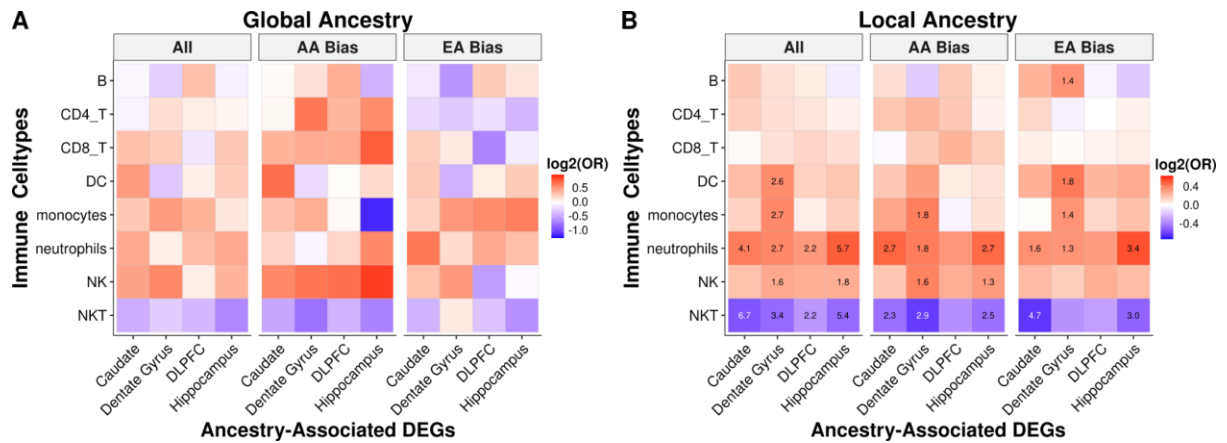 A
Global Ancestry
All
AA Bias
EA Bias
Immune Celltypes
B
CD4_T
CD8_T
DC
monocytes
neutrophils
NK
NKT
Caudate
Dentate Gyrus
DLPFC
Hippocampus
Caudate
Dentate Gyrus
DLPFC
Hippocampus
Caudate
Dentate Gyrus
DLPFC
Hippocampus
Ancestry-Associated DEGs
log2(OR)
0.5
0.0
-0.5
-1.0
B
Local Ancestry
All
AA Bias
EA Bias
Immune Celltypes
B 1.4
CD4_T
CD8_T
DC 2.6 1.8
monocytes 2.7 1.8 1.4
neutrophils 4.1 2.7 2.2 5.7 2.7 1.8 2.7 1.6 1.3 3.4
NK 1.6 1.8 1.6 1.3
NKT 6.7 3.4 2.2 5.4 2.3 2.9 2.5 4.7 3.0
Caudate
Dentate Gyrus
DLPFC
Hippocampus
Caudate
Dentate Gyrus
DLPFC
Hippocampus
Caudate
Dentate Gyrus
DLPFC
Hippocampus
Ancestry-Associated DEGs
log2(OR)
0.4
0.0
-0.4